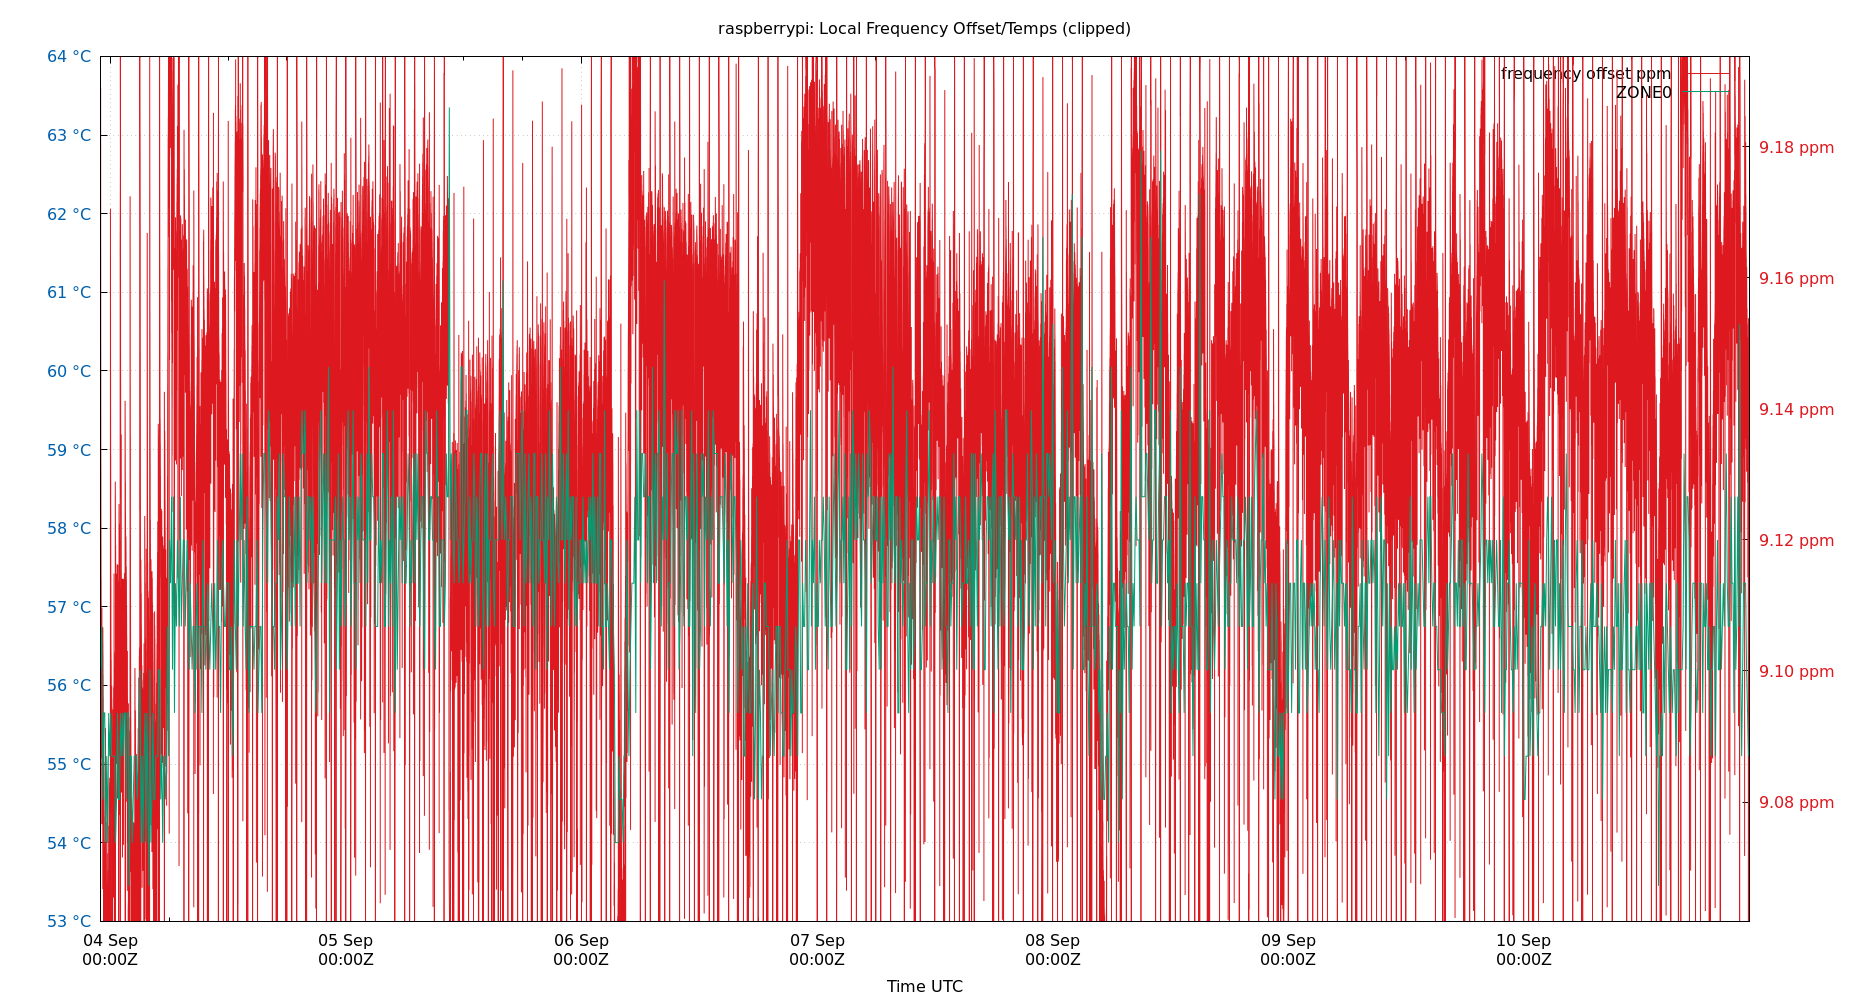 raspberrypi: Local Frequency Offset/Temps (clipped)
frequency offset ppm
ZONE0
64 °C
63 °C
62 °C
61 °C
60 °C
59 °C
58 °C
57 °C
56 °C
55 °C
54 °C
53 °C
9.18 ppm
9.16 ppm
9.14 ppm
9.12 ppm
9.10 ppm
9.08 ppm
04 Sep 05 Sep 06 Sep 07 Sep 08 Sep 09 Sep 10 Sep
00:00Z 00:00Z 00:00Z 00:00Z 00:00Z 00:00Z 00:00Z
Time UTC